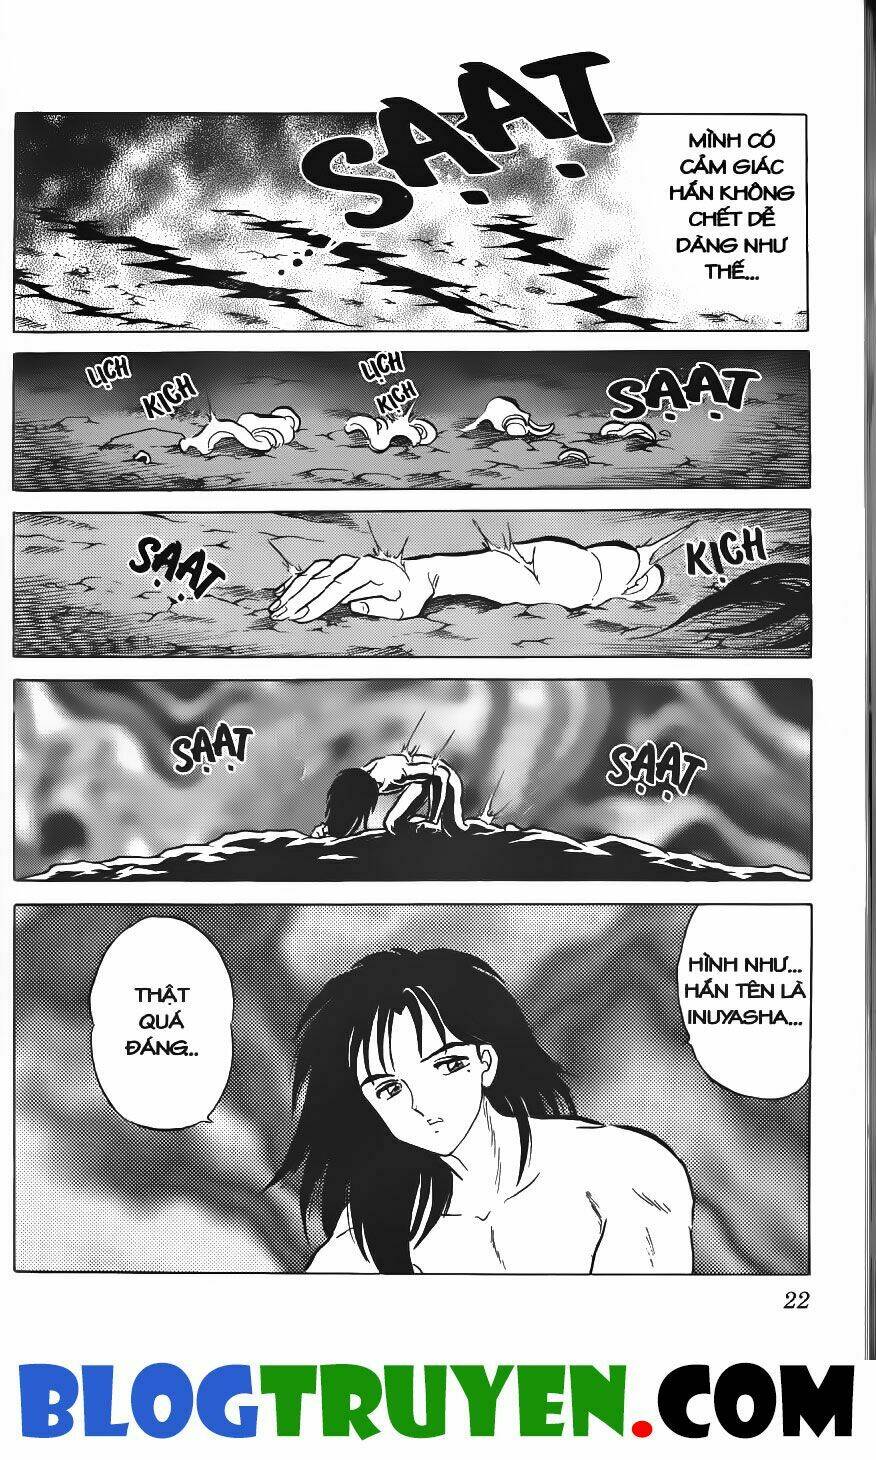 SẠẠT
MÌNH CÓ
CẢM GIÁC
HẮN KHÔNG
CHẾT DỄ
DÀNG NHƯ
THẾ...
LỊCH
KỊCH
LỊCH
KỊCH
SẠẠT
SẠẠT
KỊCH
SẠẠT
SẠẠT
HÌNH NHƯ...
HẮN TÊN LÀ
INUYASHA...
THẬT
QUÁ
ĐÁNG...
22
BLOGTRUYEN.COM